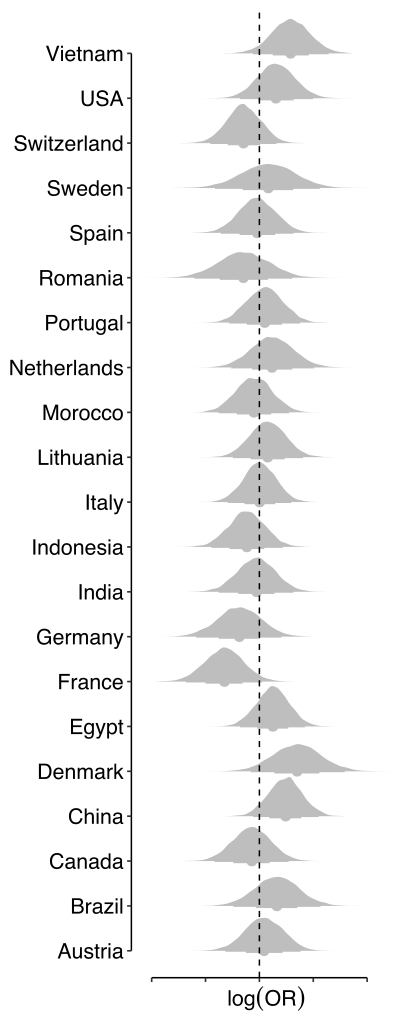 Vietnam
USA
Switzerland
Sweden
Spain
Romania
Portugal
Netherlands
Morocco
Lithuania
Italy
Indonesia
India
Germany
France
Egypt
Denmark
China
Canada
Brazil
Austria
log(OR)